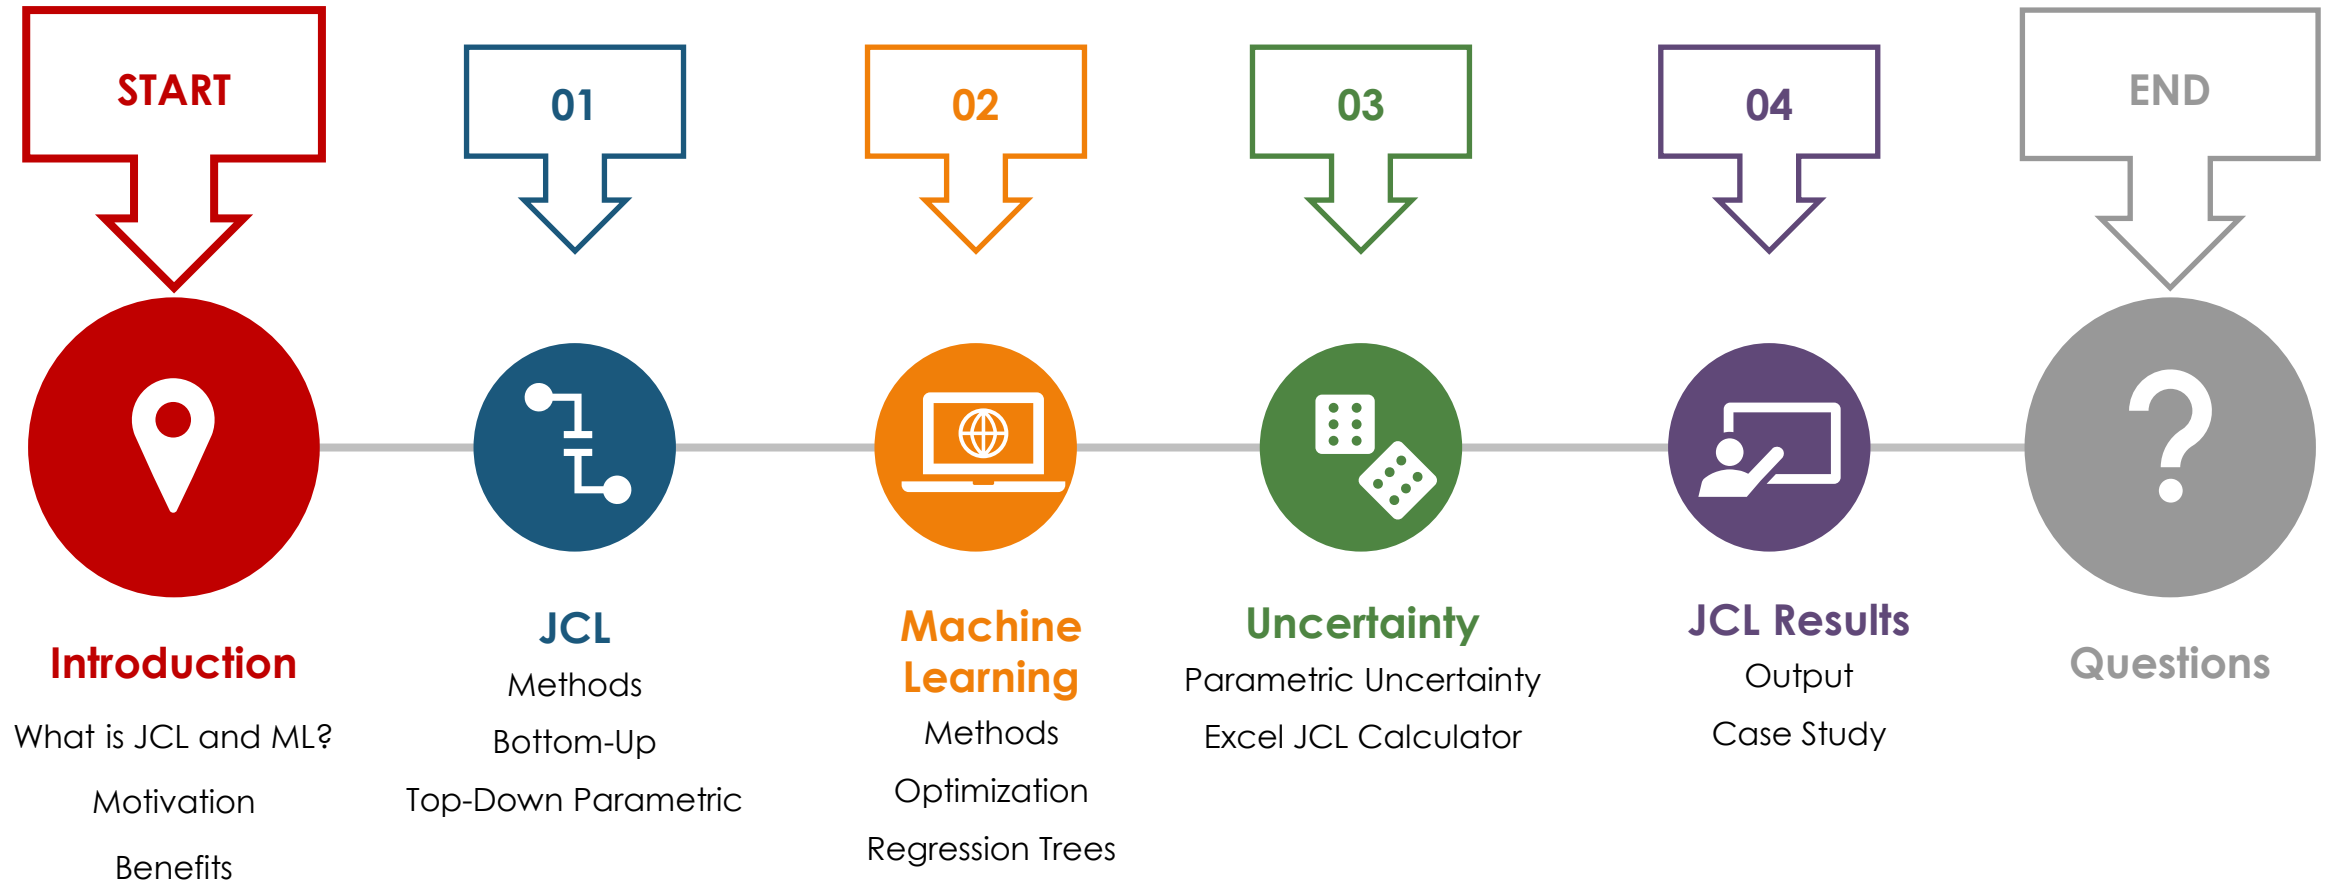 START
01
02
03
04
END
Introduction
What is JCL and ML?
Motivation
Benefits
JCL
Methods
Bottom-Up
Top-Down Parametric
Machine
Learning
Methods
Optimization
Regression Trees
Uncertainty
Parametric Uncertainty
Excel JCL Calculator
JCL Results
Output
Case Study
Questions